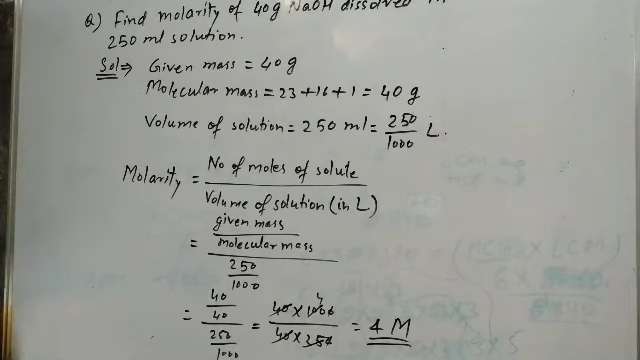 Q) Find molarity of 40g NaOH dissolved in
250 ml solution.
Sol⇒ Given mass = 40 g
Molecular mass = 23 + 16 + 1 = 40 g
Volume of solution = 250 ml = 250/1000 L.
Molarity = No of moles of solute / Volume of solution (in L)
= given mass / molecular mass / 250/1000
= 40/40 / 250/1000 = 40 × 1000 / 40 × 250 = 4 M